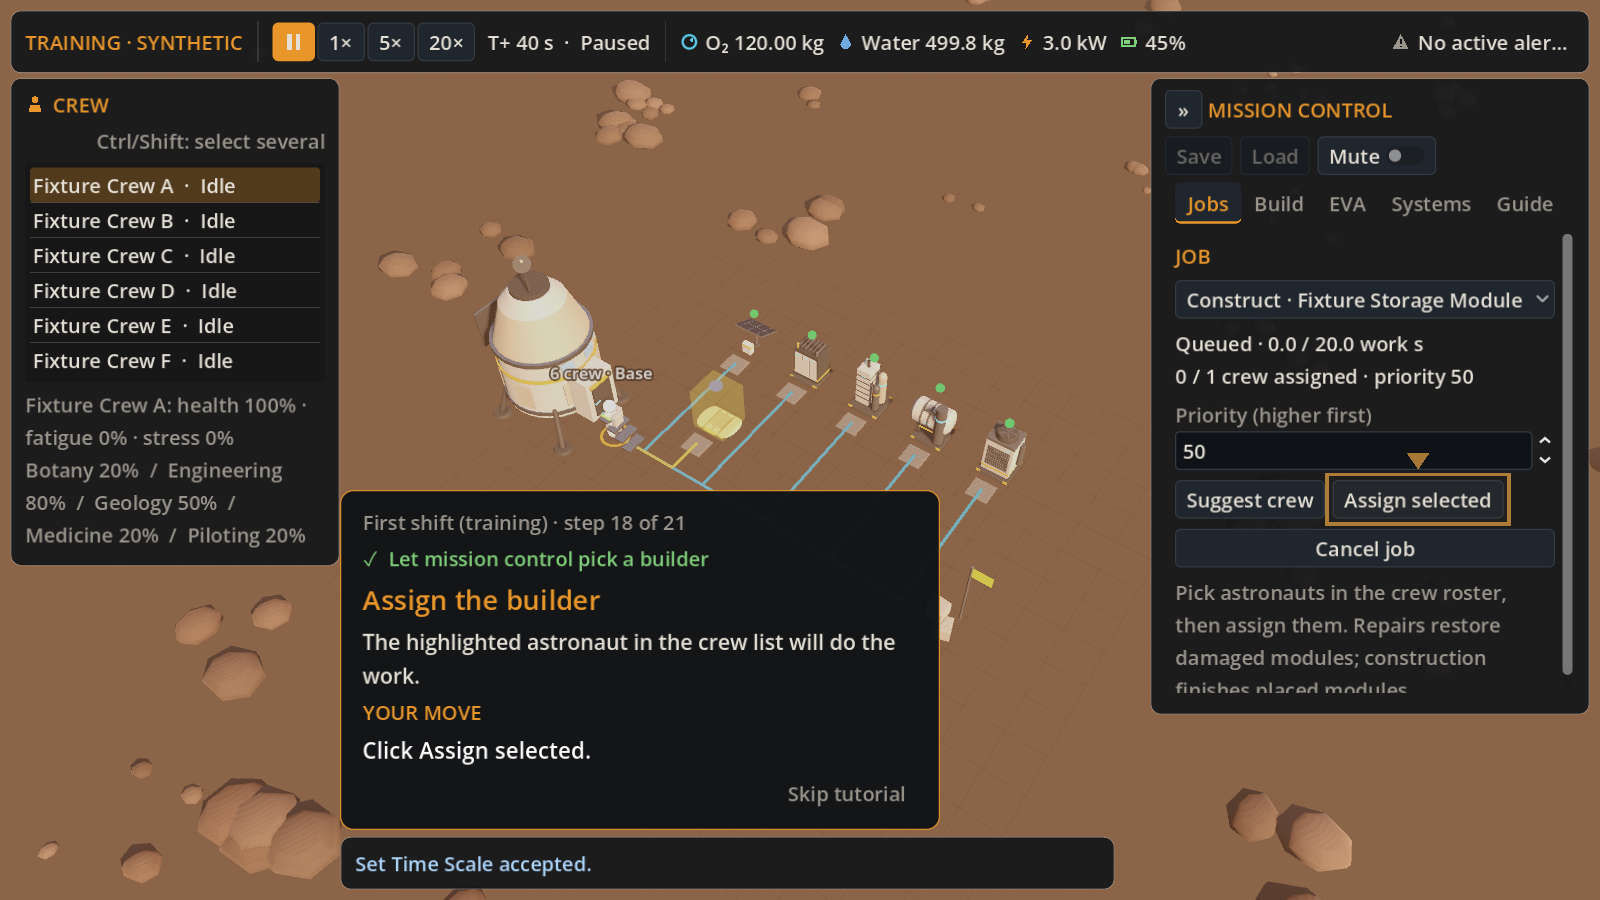 TRAINING · SYNTHETIC
1× 5× 20× T+ 40 s · Paused
O₂ 120.00 kg Water 499.8 kg 3.0 kW 45%
No active aler...
CREW
Ctrl/Shift: select several
Fixture Crew A · Idle
Fixture Crew B · Idle
Fixture Crew C · Idle
Fixture Crew D · Idle
Fixture Crew E · Idle
Fixture Crew F · Idle
Fixture Crew A: health 100% ·
fatigue 0% · stress 0%
Botany 20% / Engineering
80% / Geology 50% /
Medicine 20% / Piloting 20%
6 crew · Base
First shift (training) · step 18 of 21
✓ Let mission control pick a builder
Assign the builder
The highlighted astronaut in the crew list will do the
work.
YOUR MOVE
Click Assign selected.
Skip tutorial
Set Time Scale accepted.
» MISSION CONTROL
Save Load Mute
Jobs Build EVA Systems Guide
JOB
Construct · Fixture Storage Module
Queued · 0.0 / 20.0 work s
0 / 1 crew assigned · priority 50
Priority (higher first)
50
Suggest crew Assign selected
Cancel job
Pick astronauts in the crew roster,
then assign them. Repairs restore
damaged modules; construction
finishes placed modules.